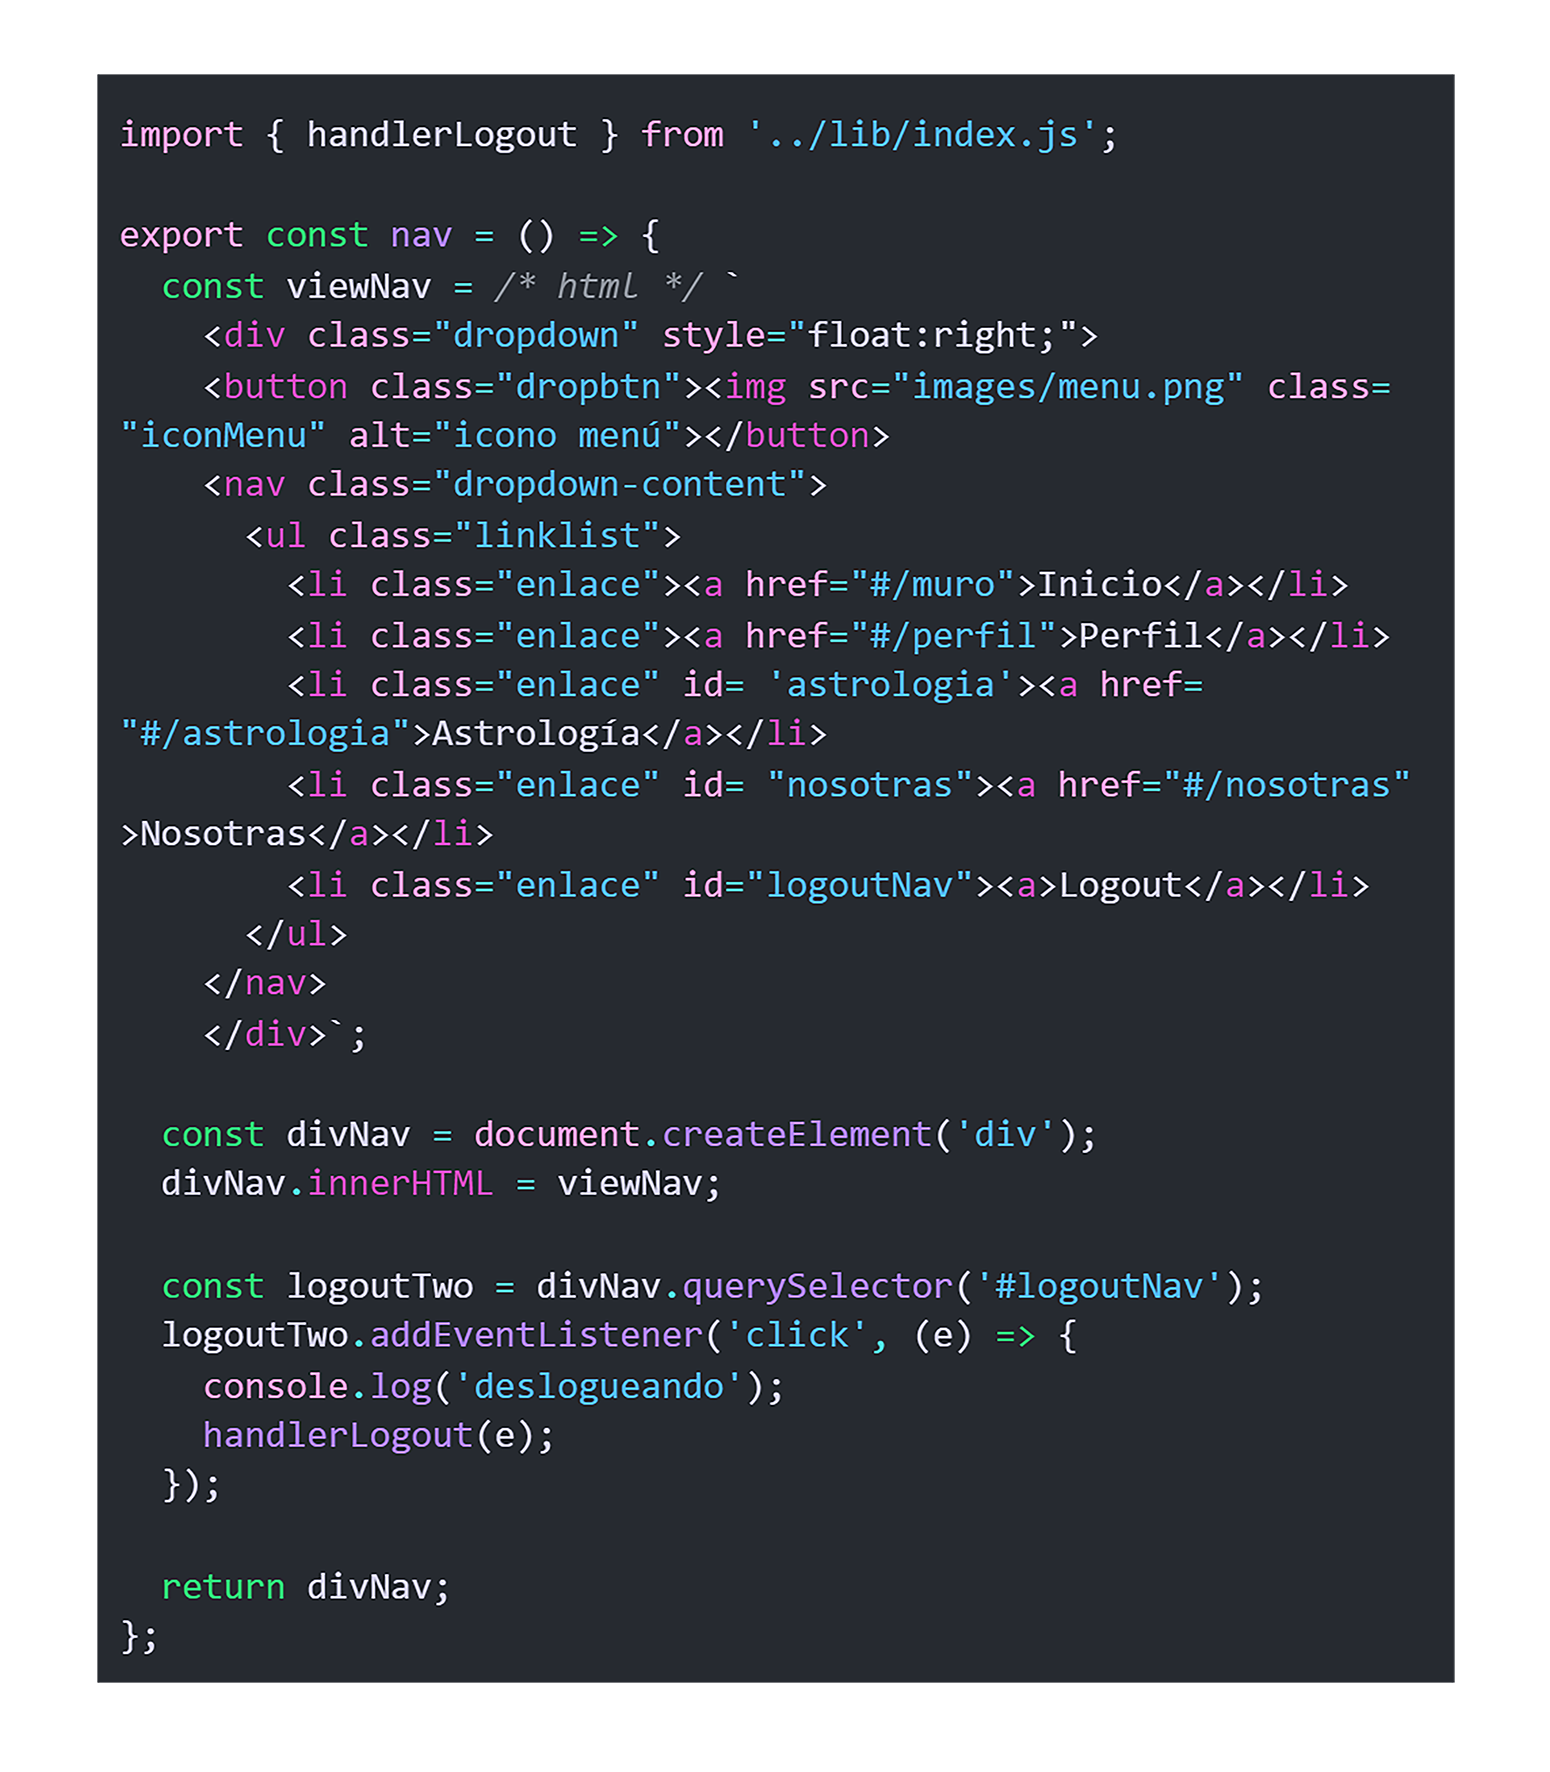 import { handlerLogout } from '../lib/index.js';

export const nav = () => {
  const viewNav = /* html */ `
    <div class="dropdown" style="float:right;">
    <button class="dropbtn"><img src="images/menu.png" class=
"iconMenu" alt="icono menú"></button>
    <nav class="dropdown-content">
      <ul class="linklist">
        <li class="enlace"><a href="#/muro">Inicio</a></li>
        <li class="enlace"><a href="#/perfil">Perfil</a></li>
        <li class="enlace" id= 'astrologia'><a href=
"#/astrologia">Astrología</a></li>
        <li class="enlace" id= "nosotras"><a href="#/nosotras"
>Nosotras</a></li>
        <li class="enlace" id="logoutNav"><a>Logout</a></li>
      </ul>
    </nav>
    </div>`;

  const divNav = document.createElement('div');
  divNav.innerHTML = viewNav;

  const logoutTwo = divNav.querySelector('#logoutNav');
  logoutTwo.addEventListener('click', (e) => {
    console.log('deslogueando');
    handlerLogout(e);
  });

  return divNav;
};